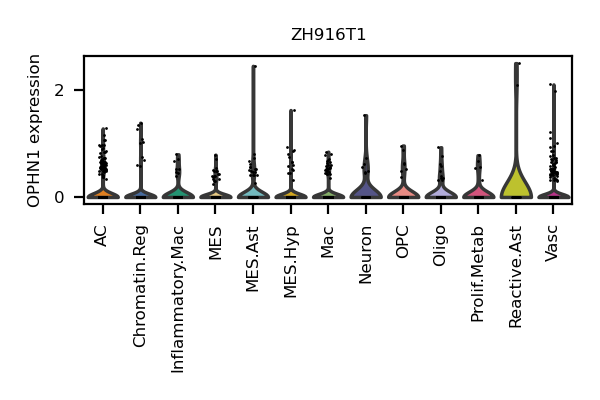 ZH916T1
OPHN1 expression
2
0
AC
Chromatin.Reg
Inflammatory.Mac
MES
MES.Ast
MES.Hyp
Mac
Neuron
OPC
Oligo
Prolif.Metab
Reactive.Ast
Vasc